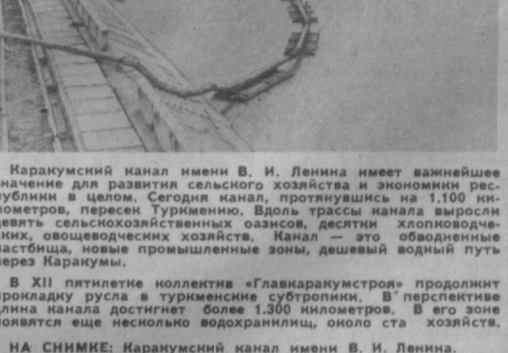 Каракумский канал имени В. И. Ленина имеет важнейшее
значение для развития сельского хозяйства и экономики рес-
публики в целом. Сегодня канал, протянувшись на 1.100 ки-
лометров, пересек Туркмению. Вдоль трассы канала выросли
девять сельскохозяйственных оазисов, десятки хлопководче-
ских, овощеводческих хозяйств. Канал — это обводненные
пастбища, новые промышленные зоны, дешевый водный путь
через Каракумы.
В XII пятилетке коллектив «Главкаракумстроя» продолжит
прокладку русла в туркменские субтропики. В перспективе
длина канала достигнет более 1.300 километров. В его зоне
появятся еще несколько водохранилищ, около ста хозяйств.
НА СНИМКЕ: Каракумский канал имени В. И. Ленина.